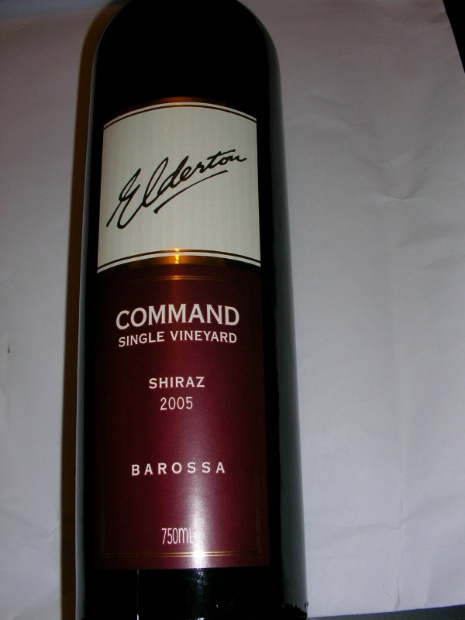 Elderton
COMMAND
SINGLE VINEYARD
SHIRAZ
2005
BAROSSA
750ml